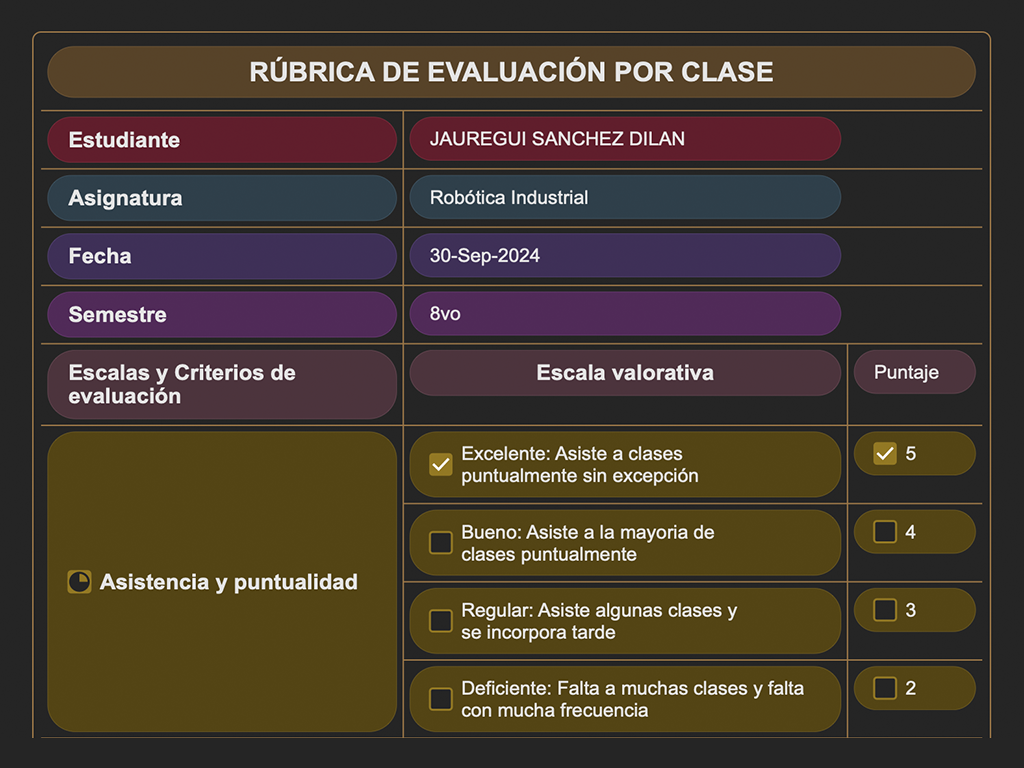 RÚBRICA DE EVALUACIÓN POR CLASE
Estudiante
JAUREGUI SANCHEZ DILAN
Asignatura
Robótica Industrial
Fecha
30-Sep-2024
Semestre
8vo
Escalas y Criterios de
evaluación
Escala valorativa
Puntaje
Asistencia y puntualidad
Excelente: Asiste a clases
puntualmente sin excepción
5
Bueno: Asiste a la mayoria de
clases puntualmente
4
Regular: Asiste algunas clases y
se incorpora tarde
3
Deficiente: Falta a muchas clases y falta
con mucha frecuencia
2